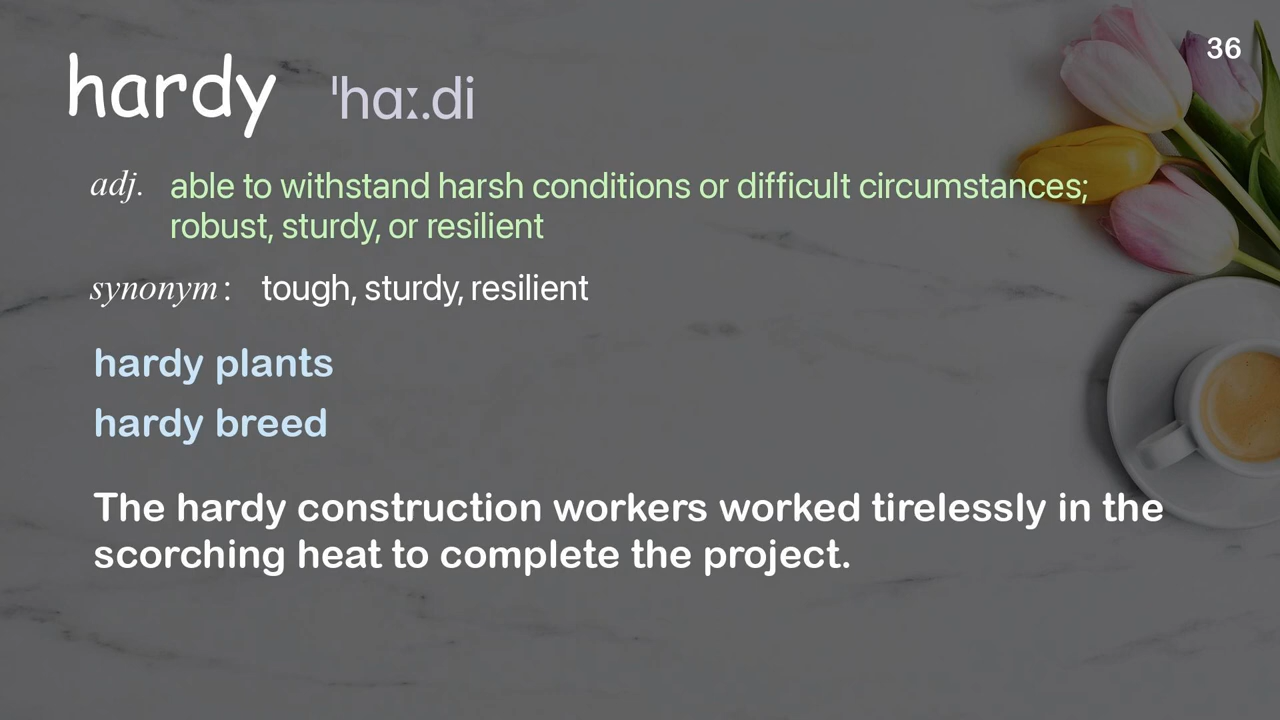 36
hardy ˈhɑː.di
adj. able to withstand harsh conditions or difficult circumstances;
robust, sturdy, or resilient
synonym: tough, sturdy, resilient
hardy plants
hardy breed
The hardy construction workers worked tirelessly in the
scorching heat to complete the project.